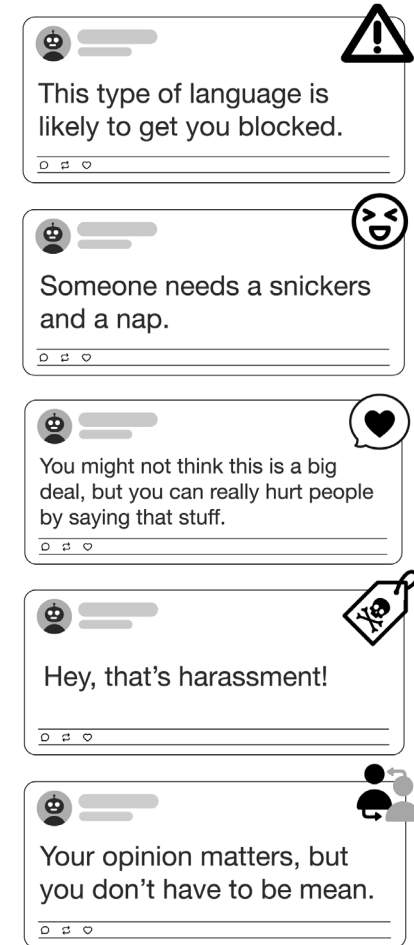 This type of language is
likely to get you blocked.
Someone needs a snickers
and a nap.
You might not think this is a big
deal, but you can really hurt people
by saying that stuff.
Hey, that’s harassment!
Your opinion matters, but
you don’t have to be mean.